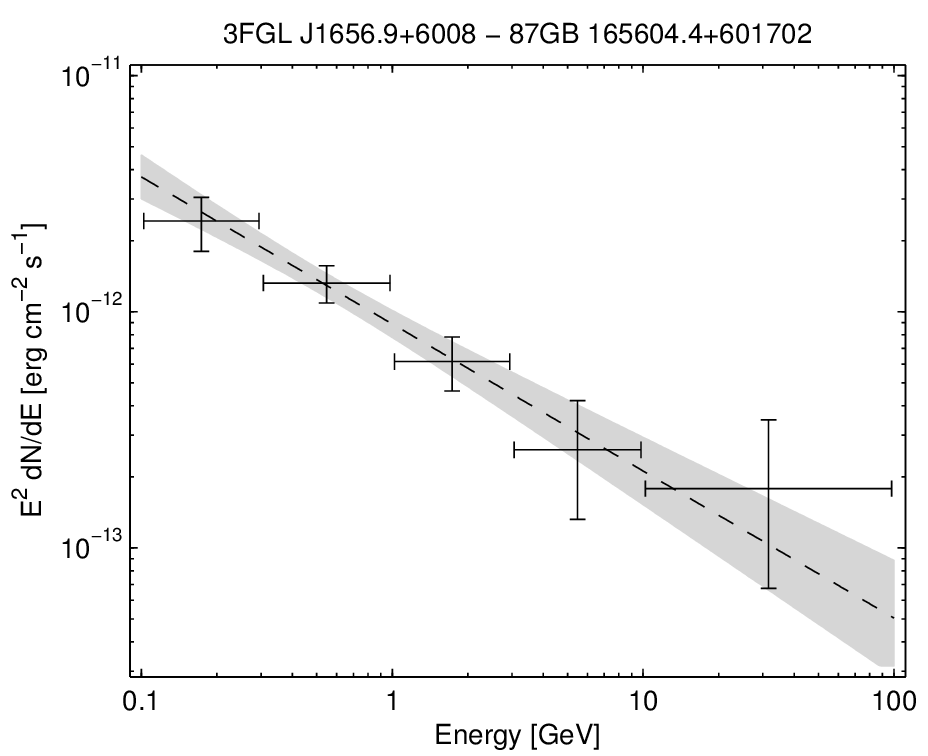 3FGL J1656.9+6008 − 87GB 165604.4+601702
10⁻¹¹
10⁻¹²
10⁻¹³
E² dN/dE [erg cm⁻² s⁻¹]
0.1 1 10 100
Energy [GeV]